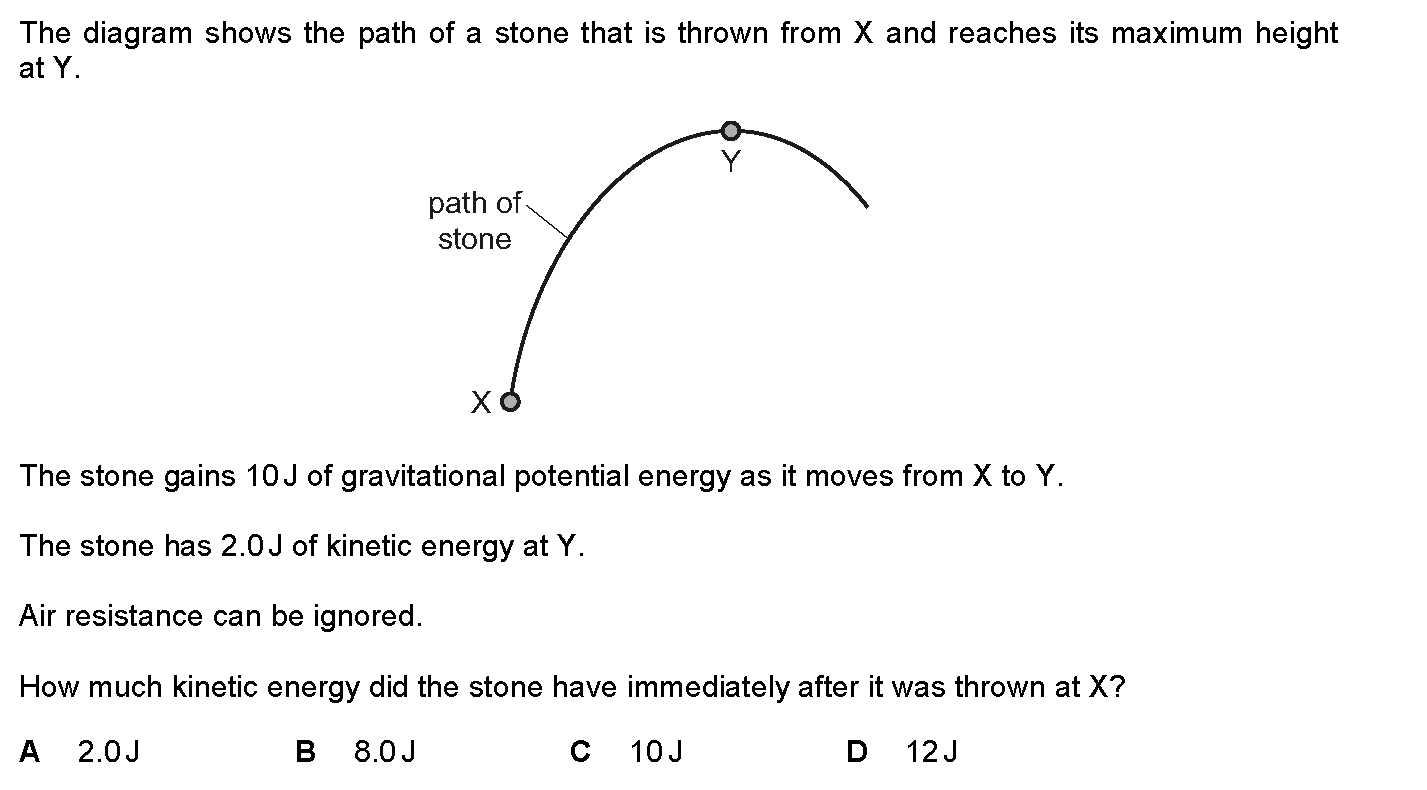 The diagram shows the path of a stone that is thrown from X and reaches its maximum height
at Y.
Y
path of
stone
X
The stone gains 10 J of gravitational potential energy as it moves from X to Y.
The stone has 2.0 J of kinetic energy at Y.
Air resistance can be ignored.
How much kinetic energy did the stone have immediately after it was thrown at X?
A 2.0 J B 8.0 J C 10 J D 12 J